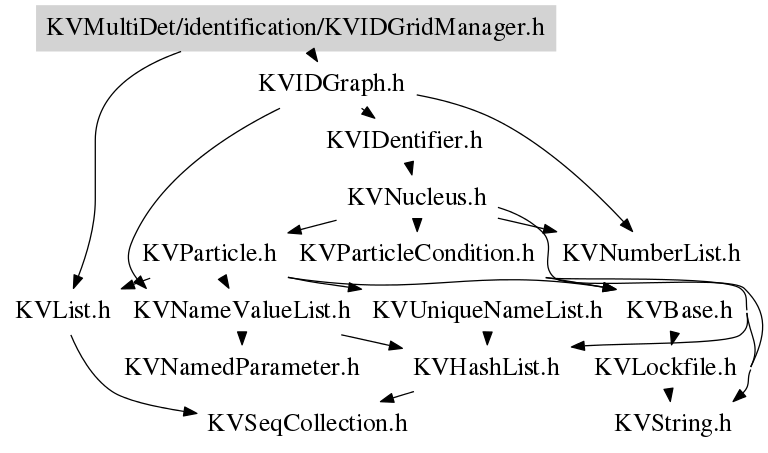 KVMultiDet/identification/KVIDGridManager.h
KVIDGraph.h
KVIDentifier.h
KVNucleus.h
KVParticle.h
KVParticleCondition.h
KVNumberList.h
KVList.h
KVNameValueList.h
KVUniqueNameList.h
KVBase.h
KVNamedParameter.h
KVHashList.h
KVLockfile.h
KVSeqCollection.h
KVString.h